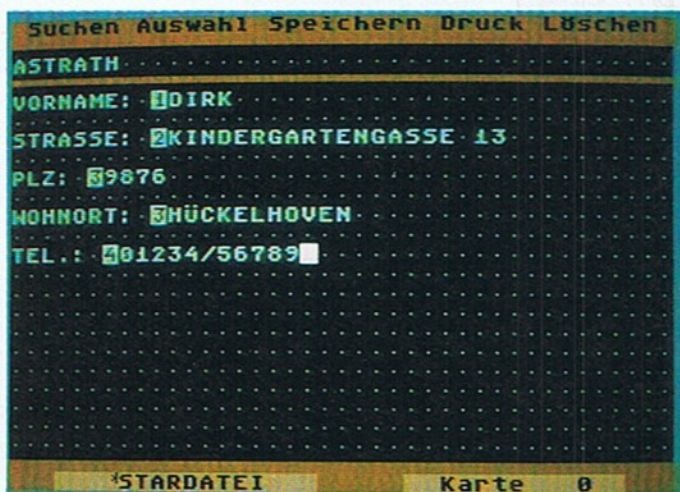 Suchen Auswahl Speichern Druck Löschen
ASTRATH
VORNAME: 1DIRK
STRASSE: 2KINDERGARTENGASSE 13
PLZ: 39876
WOHNORT: 3HÜCKELHOVEN
TEL.: 401234/56789
*STARDATEI Karte 0